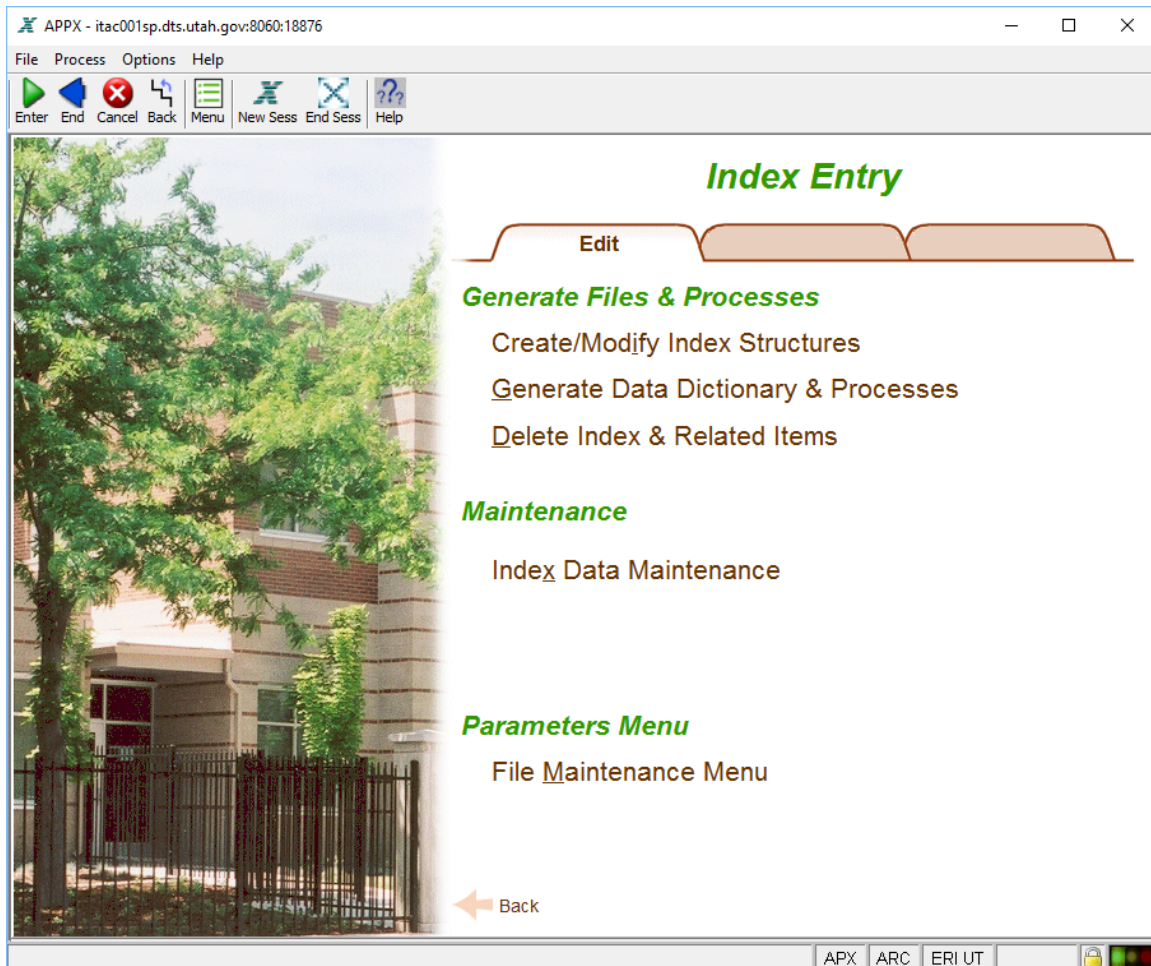 APPX - itac001sp.dts.utah.gov:8060:18876
File Process Options Help
Enter End Cancel Back Menu New Sess End Sess Help
Index Entry
Edit
Generate Files & Processes
Create/Modify Index Structures
Generate Data Dictionary & Processes
Delete Index & Related Items
Maintenance
Index Data Maintenance
Parameters Menu
File Maintenance Menu
Back
APX ARC ERI UT